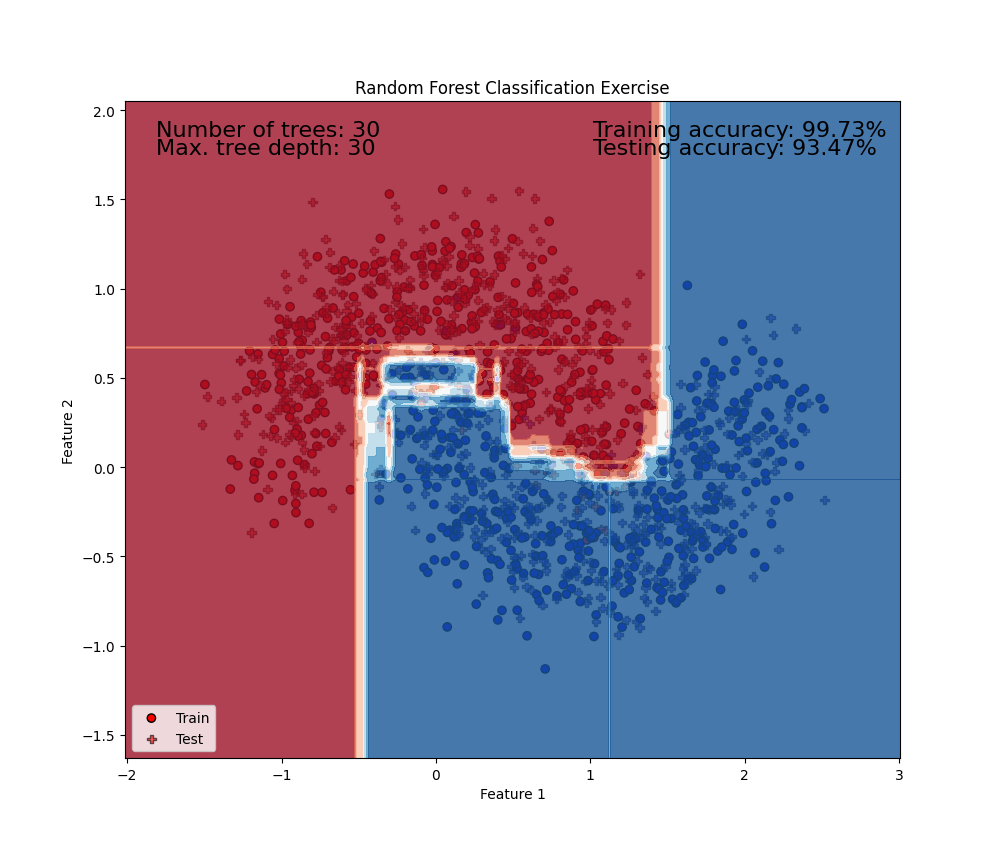 Random Forest Classification Exercise
Number of trees: 30
Max. tree depth: 30
Training accuracy: 99.73%
Testing accuracy: 93.47%
2.0
1.5
1.0
0.5
0.0
−0.5
−1.0
−1.5
Feature 2
Train
Test
−2
−1
0
1
2
3
Feature 1